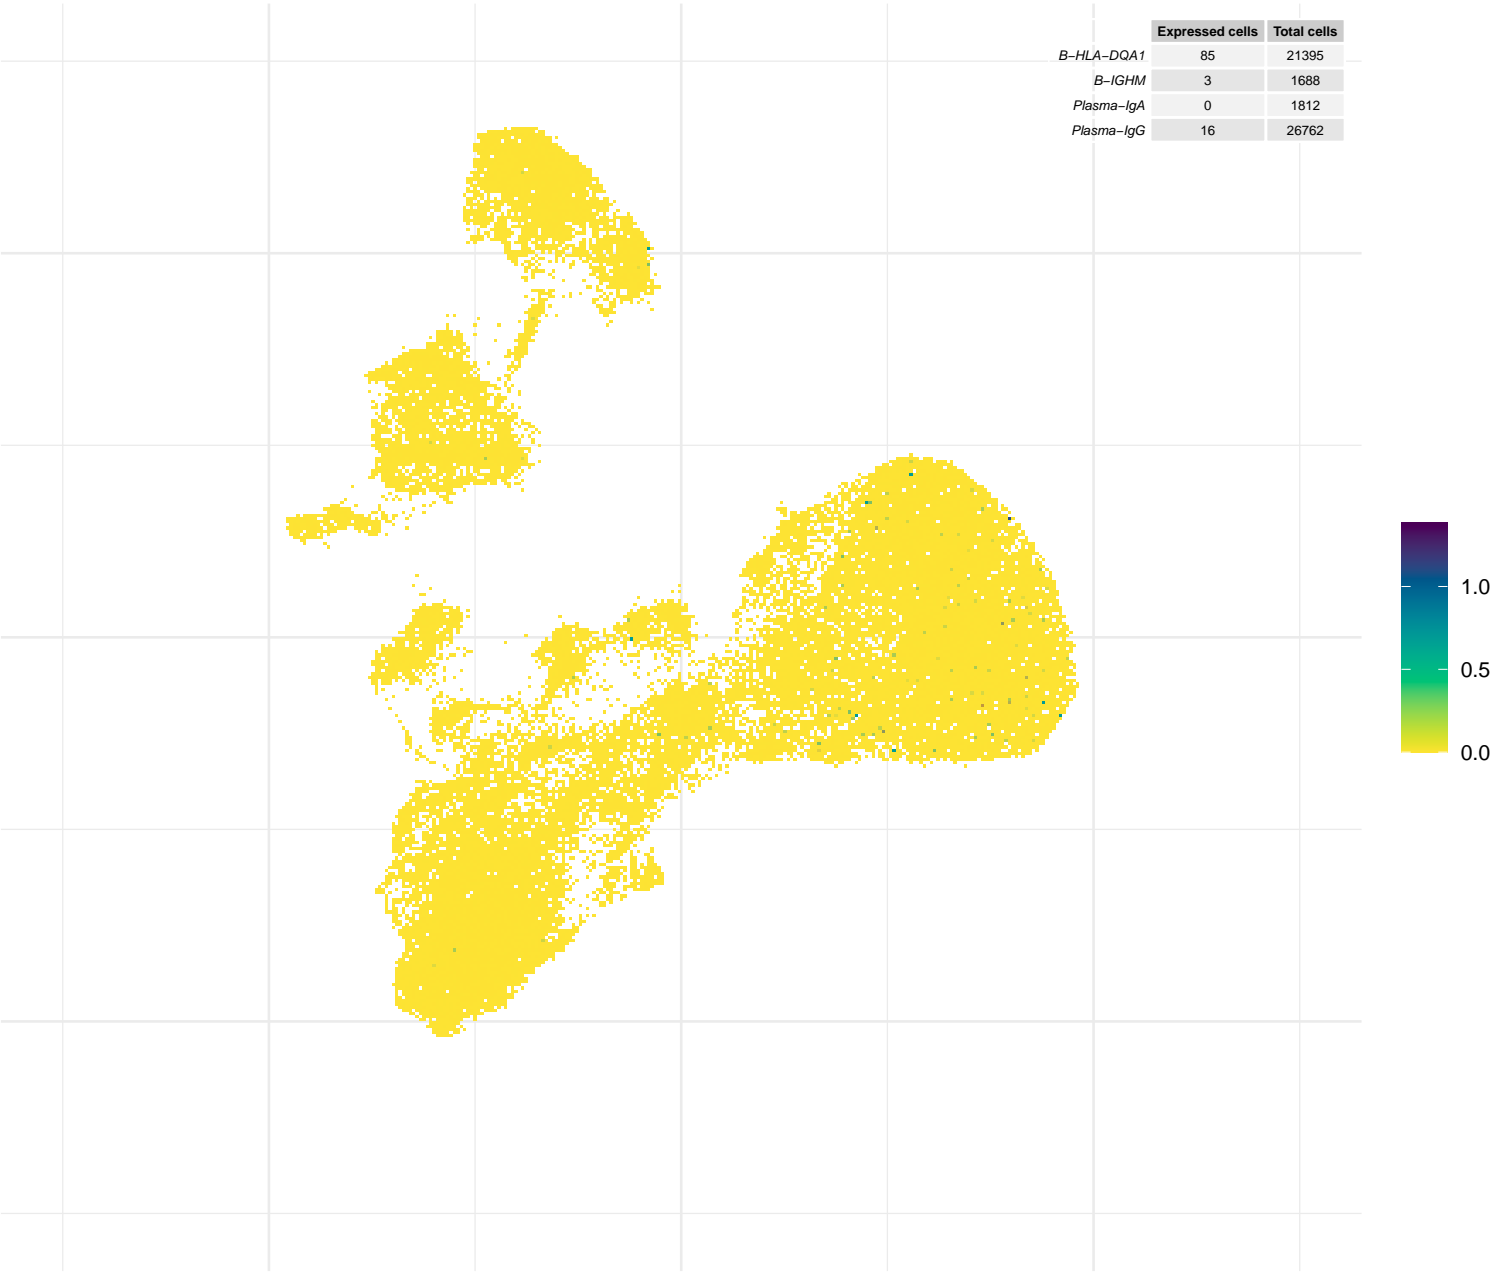 Expressed cells Total cells
B−HLA−DQA1 85 21395
B−IGHM 3 1688
Plasma−IgA 0 1812
Plasma−IgG 16 26762
1.0
0.5
0.0